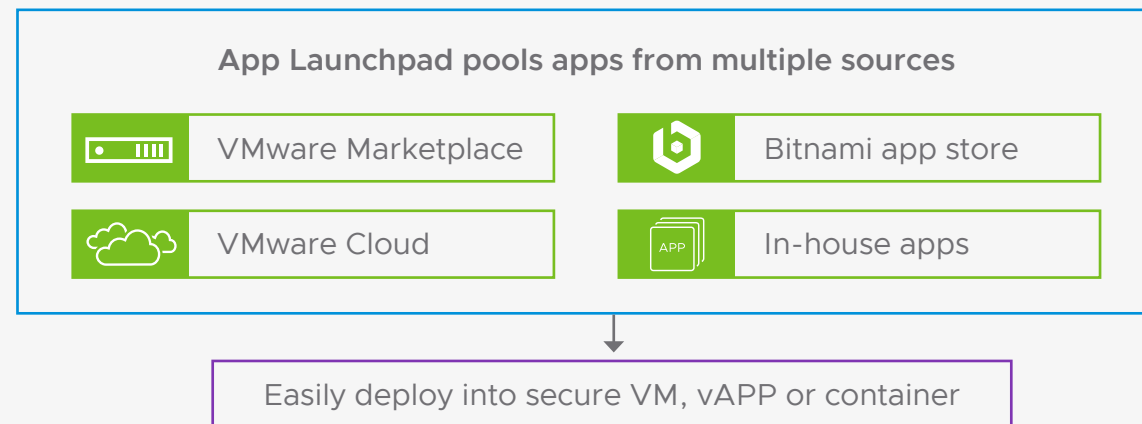 App Launchpad pools apps from multiple sources
VMware Marketplace
Bitnami app store
VMware Cloud
APP
In-house apps
Easily deploy into secure VM, vAPP or container